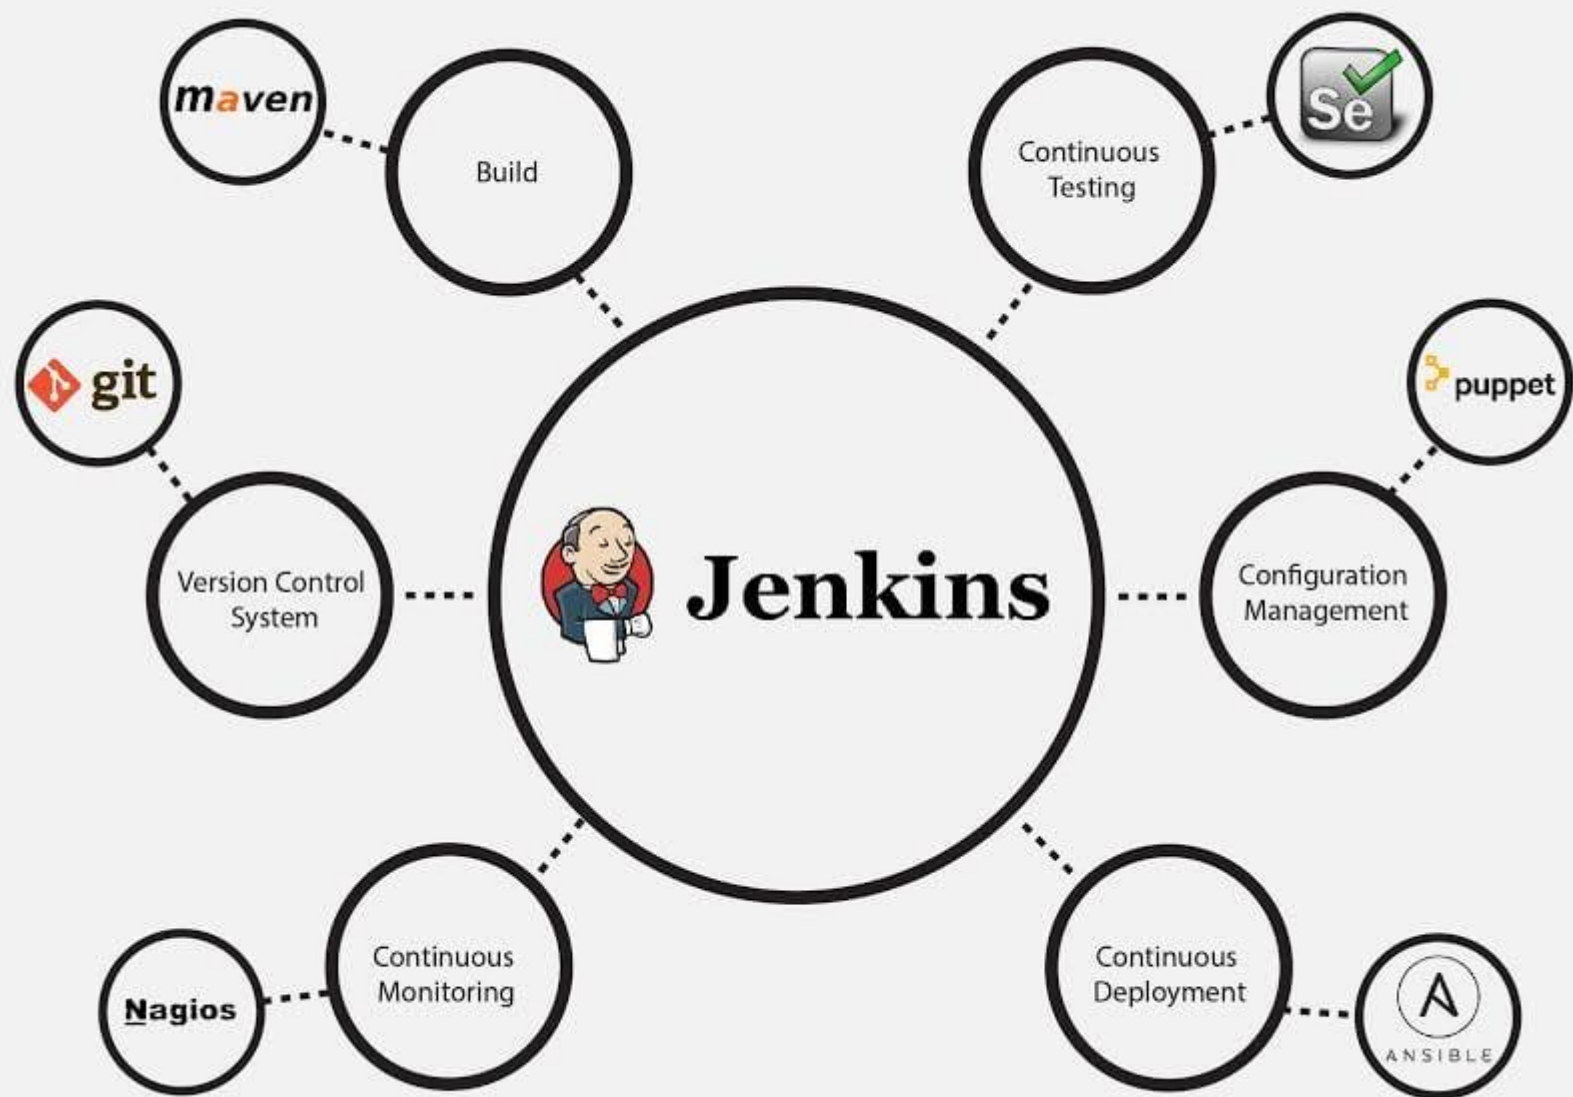 maven
Build
Continuous
Testing
Se
git
puppet
Version Control
System
Jenkins
Configuration
Management
Continuous
Monitoring
Nagios
Continuous
Deployment
A
ANSIBLE